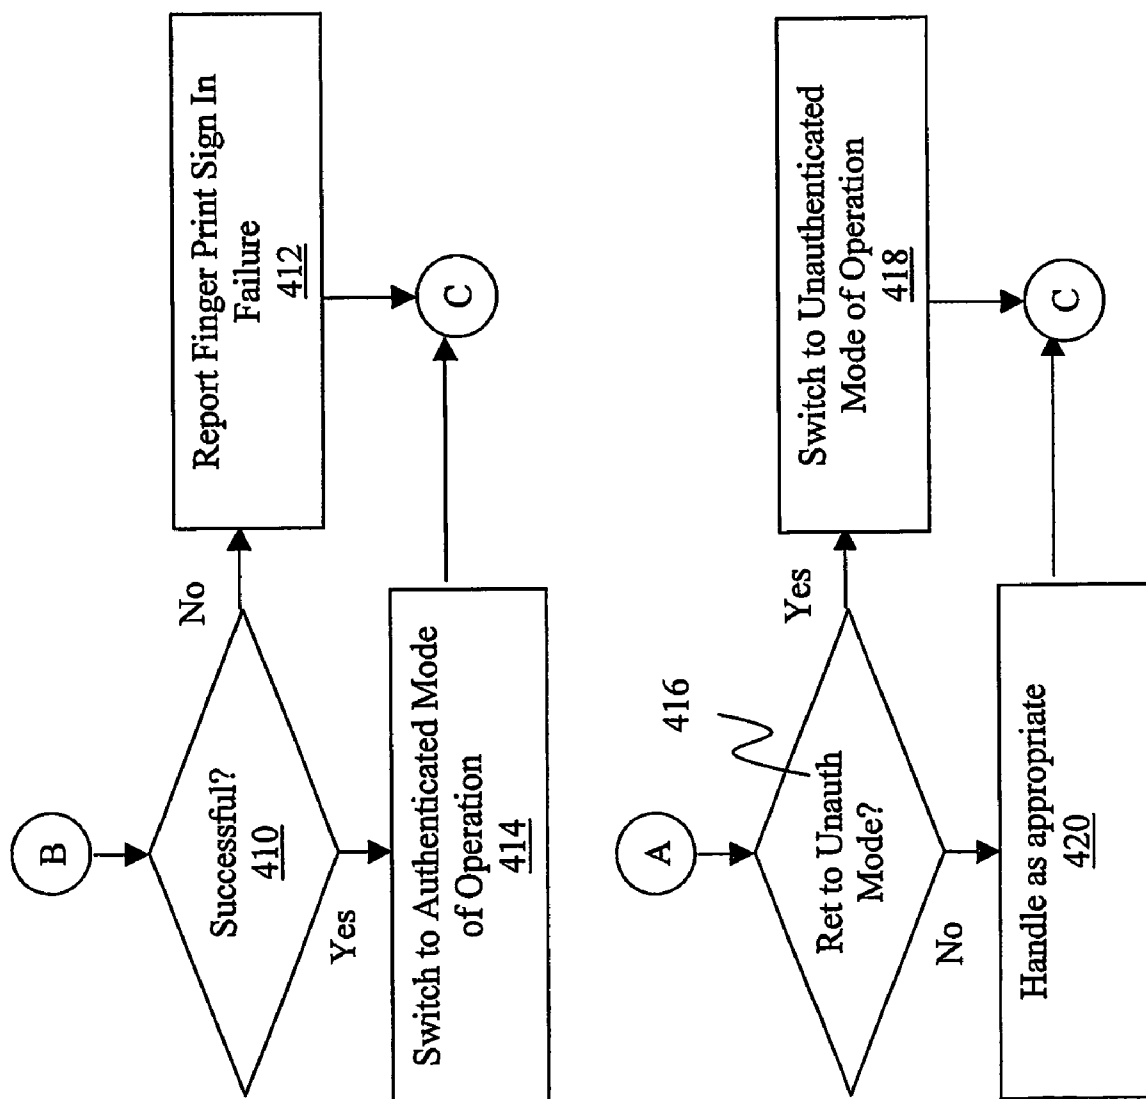 B
Successful?
410
No
Report Finger Print Sign In
Failure
412
Yes
Switch to Authenticated Mode
of Operation
414
C
A
416
Ret to Unauth
Mode?
Yes
Switch to Unauthenticated
Mode of Operation
418
No
Handle as appropriate
420
C